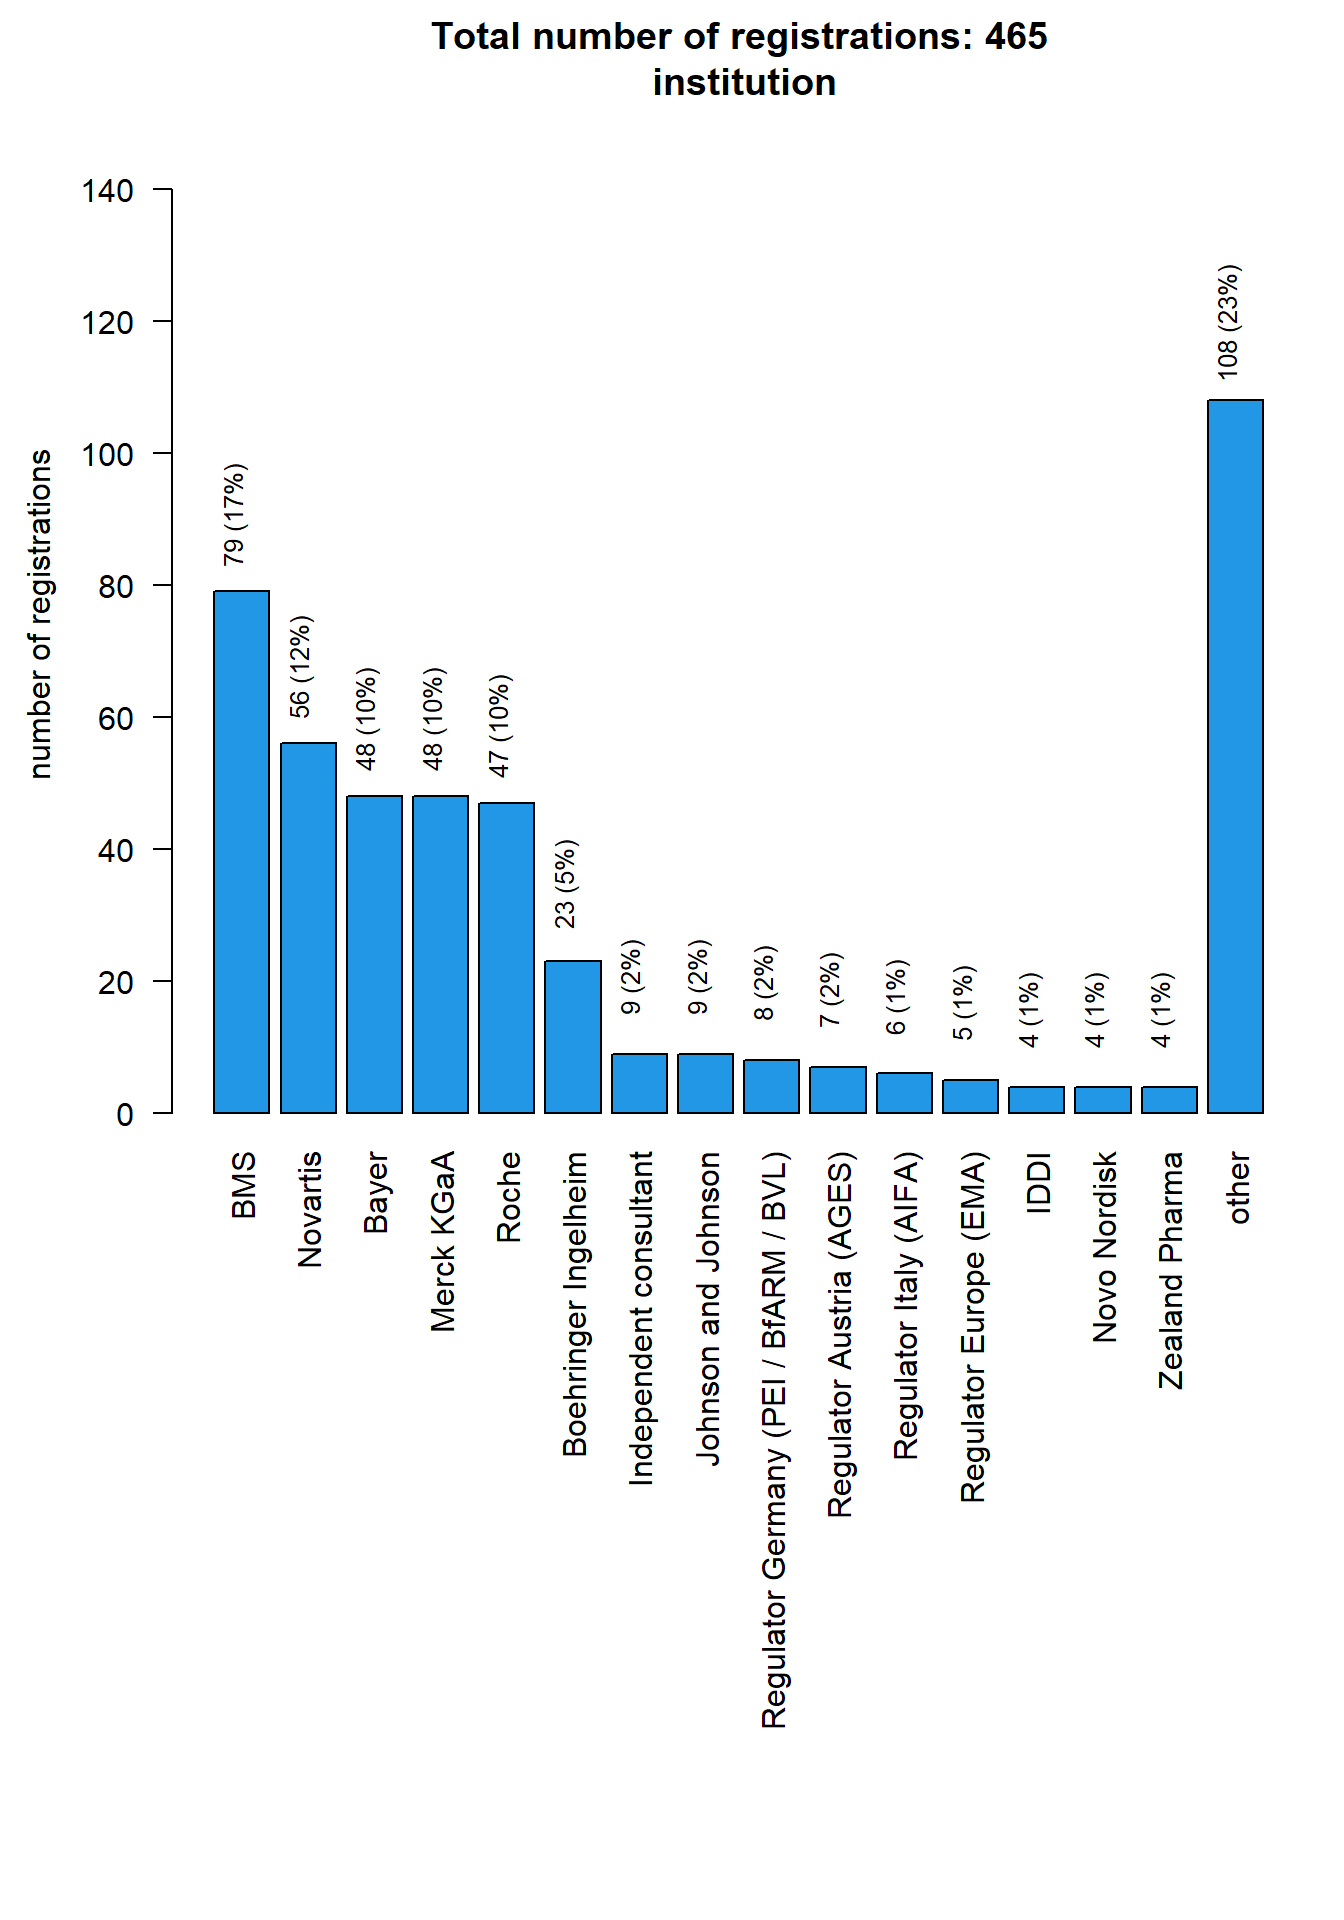 Total number of registrations: 465
institution
number of registrations
140
120
100
80
60
40
20
0
79 (17%)
56 (12%)
48 (10%)
48 (10%)
47 (10%)
23 (5%)
9 (2%)
9 (2%)
8 (2%)
7 (2%)
6 (1%)
5 (1%)
4 (1%)
4 (1%)
4 (1%)
108 (23%)
BMS
Novartis
Bayer
Merck KGaA
Roche
Boehringer Ingelheim
Independent consultant
Johnson and Johnson
Regulator Germany (PEI / BfARM / BVL)
Regulator Austria (AGES)
Regulator Italy (AIFA)
Regulator Europe (EMA)
IDDI
Novo Nordisk
Zealand Pharma
other